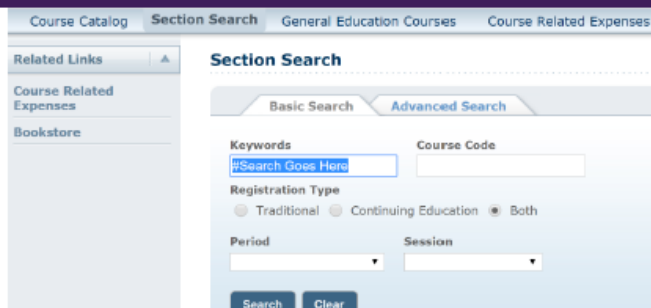 Course Catalog Section Search General Education Courses Course Related Expenses
Related Links
Section Search
Course Related
Expenses
Bookstore
Basic Search Advanced Search
Keywords Course Code
#Search Goes Here
Registration Type
Traditional Continuing Education Both
Period Session
Search Clear